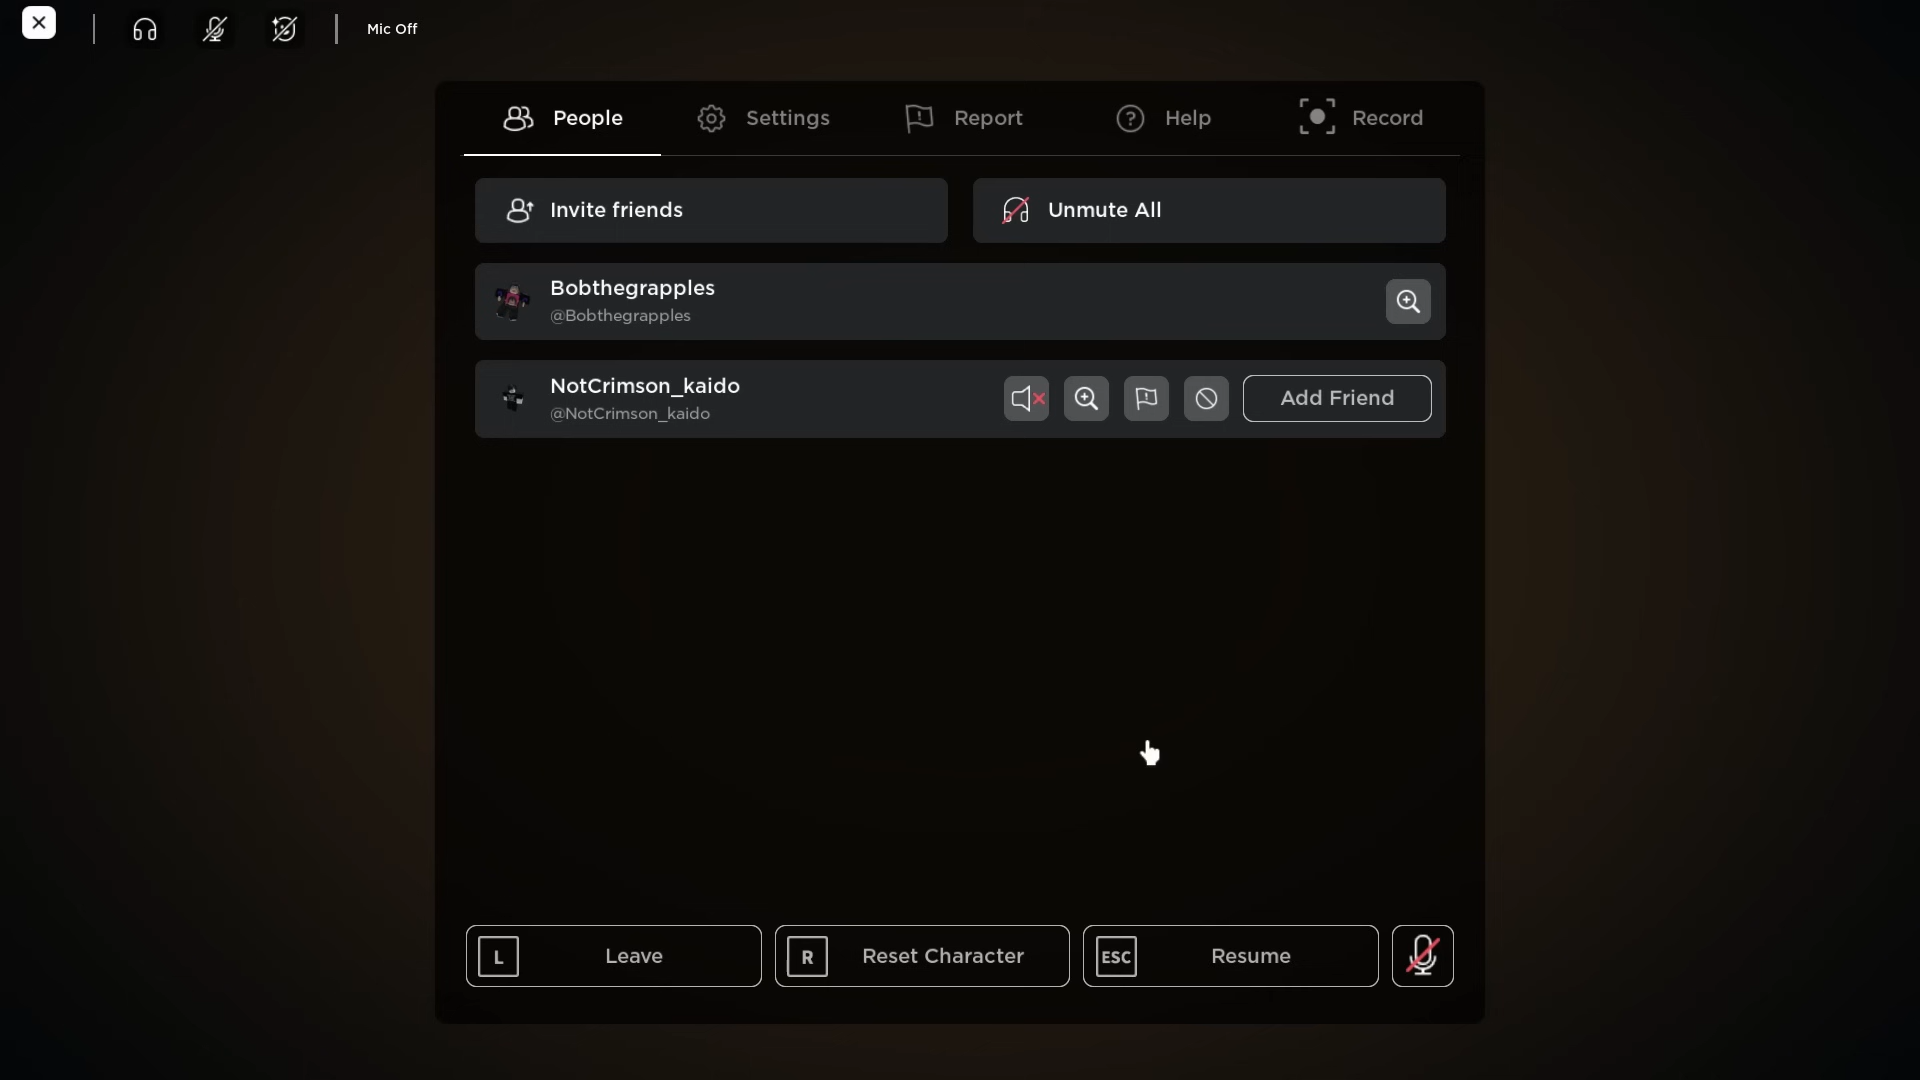 Mic Off
People
Settings
Report
Help
Record
Invite friends
Unmute All
Bobthegrapples
@Bobthegrapples
NotCrimson_kaido
@NotCrimson_kaido
Add Friend
L
Leave
R
Reset Character
ESC
Resume